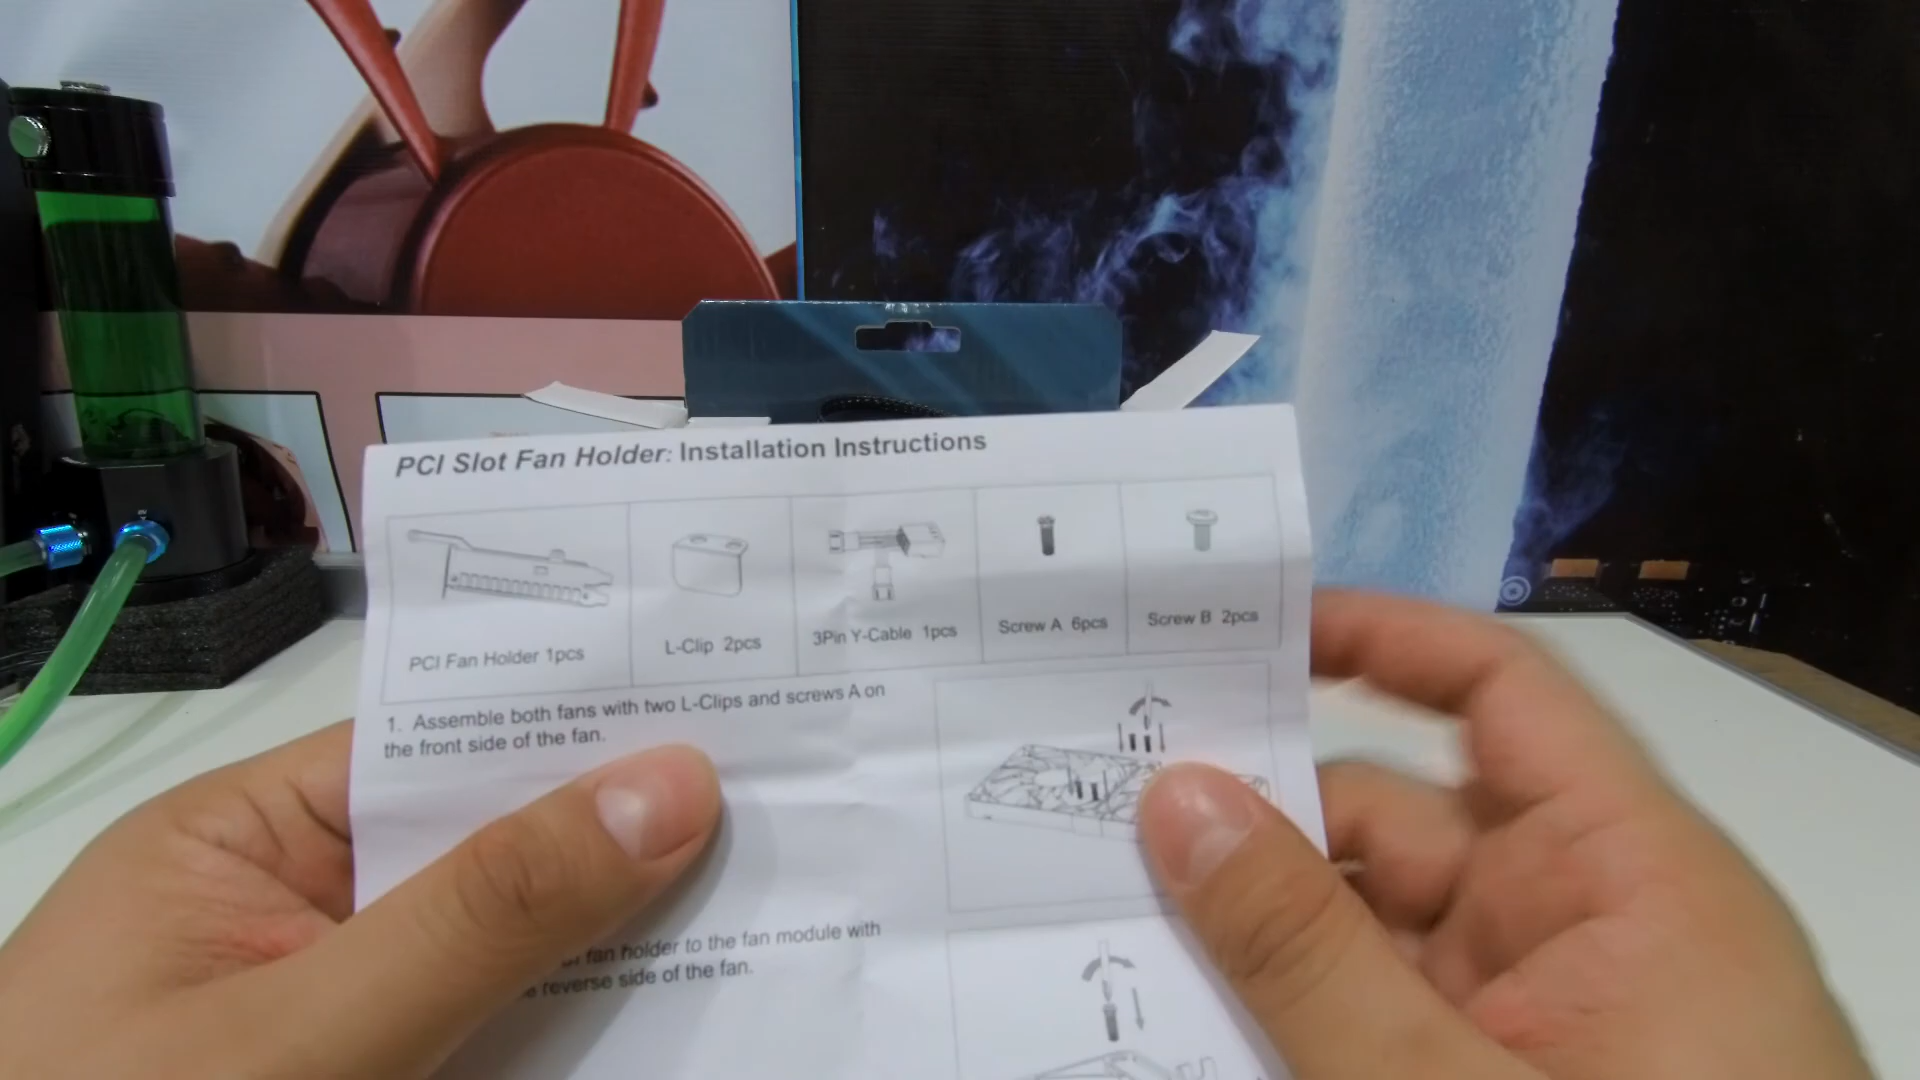 PCI Slot Fan Holder: Installation Instructions
PCI Fan Holder 1pcs
L-Clip 2pcs
3Pin Y-Cable 1pcs
Screw A 6pcs
Screw B 2pcs
1. Assemble both fans with two L-Clips and screws A on
the front side of the fan.
fan holder to the fan module with
reverse side of the fan.